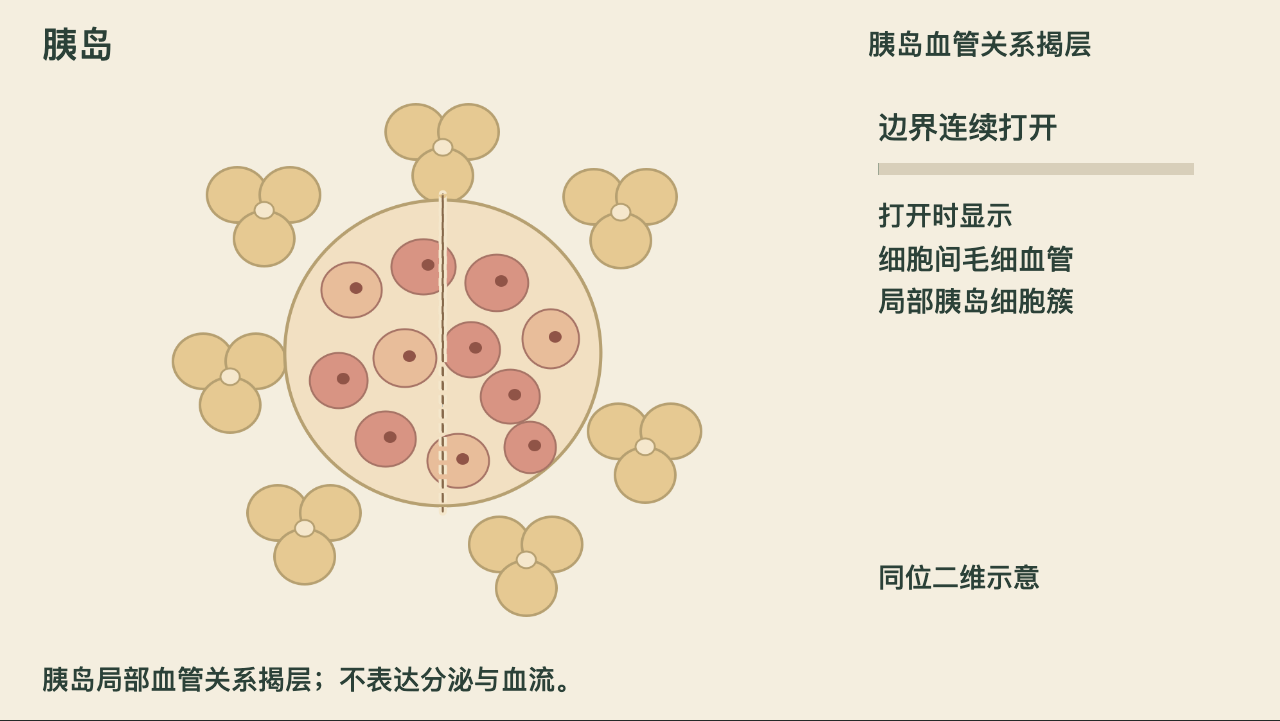 胰岛
胰岛血管关系揭层
边界连续打开
打开时显示
细胞间毛细血管
局部胰岛细胞簇
同位二维示意
胰岛局部血管关系揭层；不表达分泌与血流。